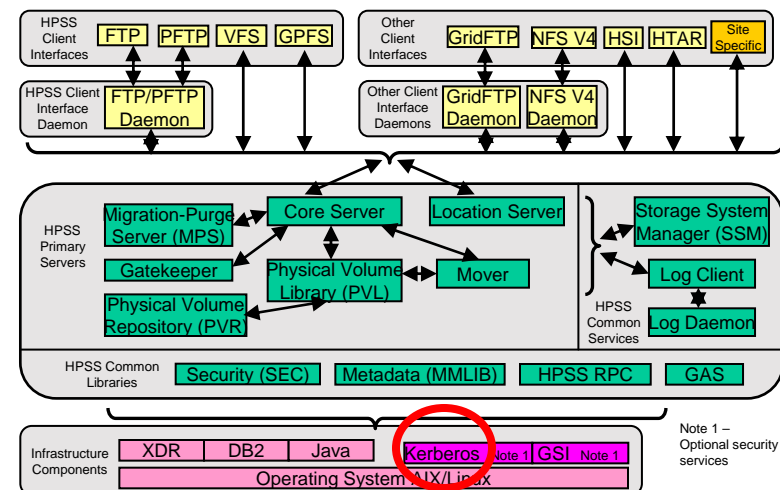 HPSS
Client
Interfaces
FTP
PFTP
VFS
GPFS
Other
Client
Interfaces
GridFTP
NFS V4
HSI
HTAR
Site
Specific
HPSS Client
Interface
Daemon
FTP/PFTP
Daemon
Other Client
Interface
Daemons
GridFTP
Daemon
NFS V4
Daemon
HPSS
Primary
Servers
Migration-Purge
Server (MPS)
Core Server
Location Server
Gatekeeper
Physical Volume
Library (PVL)
Mover
Physical Volume
Repository (PVR)
Storage System
Manager (SSM)
Log Client
HPSS
Common
Services
Log Daemon
HPSS Common
Libraries
Security (SEC)
Metadata (MMLIB)
HPSS RPC
GAS
Infrastructure
Components
XDR
DB2
Java
Kerberos Note 1
GSI Note 1
Operating System AIX/Linux
Note 1 –
Optional security
services